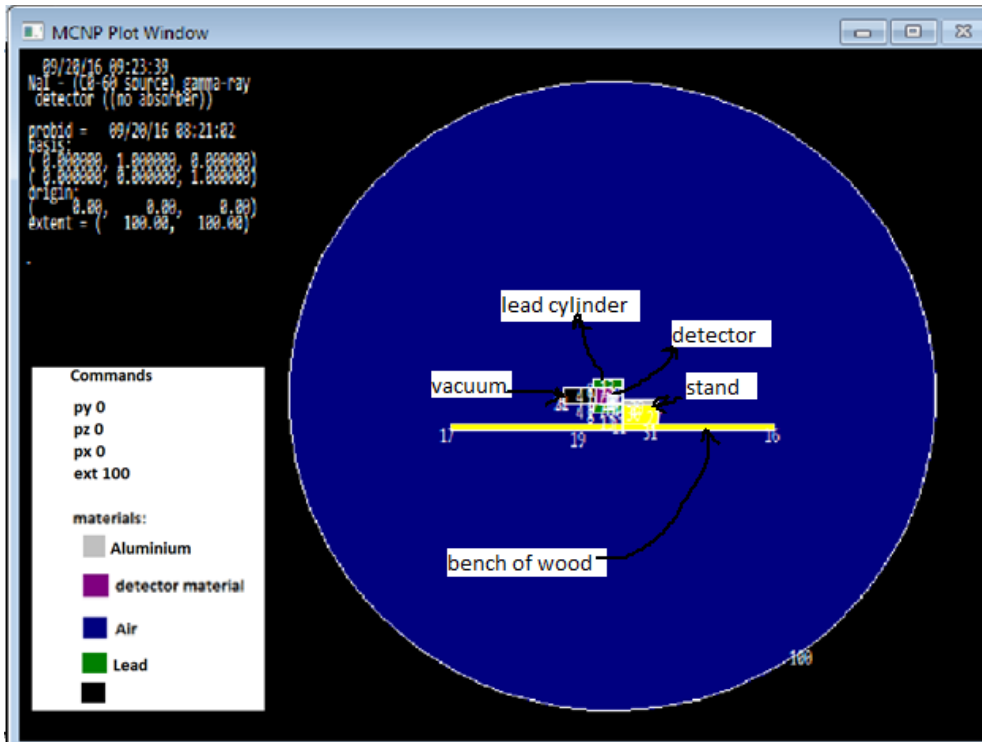 MCNP Plot Window
09/20/16 09:23:39
NaI - (C0-60 source) gamma-ray
detector ((no absorber))
probid = 09/20/16 08:21:02
basis:
( 0.000000, 1.000000, 0.000000)
( 0.000000, 0.000000, 1.000000)
origin:
( 0.00, 0.00, 0.00)
extent = ( 100.00, 100.00)
lead cylinder
detector
vacuum
stand
17
19
31
16
bench of wood
100
Commands
py 0
pz 0
px 0
ext 100
materials:
Aluminium
detector material
Air
Lead